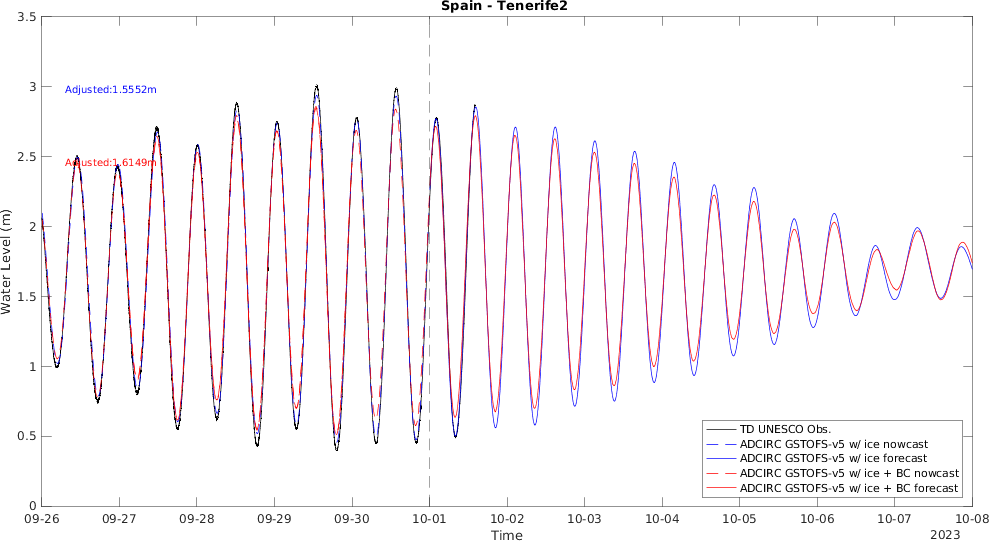 Spain - Tenerife2
3.5
3
2.5
2
1.5
1
0.5
0
Water Level (m)
Adjusted:1.5552m
Adjusted:1.6149m
TD UNESCO Obs.
ADCIRC GSTOFS-v5 w/ ice nowcast
ADCIRC GSTOFS-v5 w/ ice forecast
ADCIRC GSTOFS-v5 w/ ice + BC nowcast
ADCIRC GSTOFS-v5 w/ ice + BC forecast
09-26 09-27 09-28 09-29 09-30 10-01 10-02 10-03 10-04 10-05 10-06 10-07 10-08
Time
2023